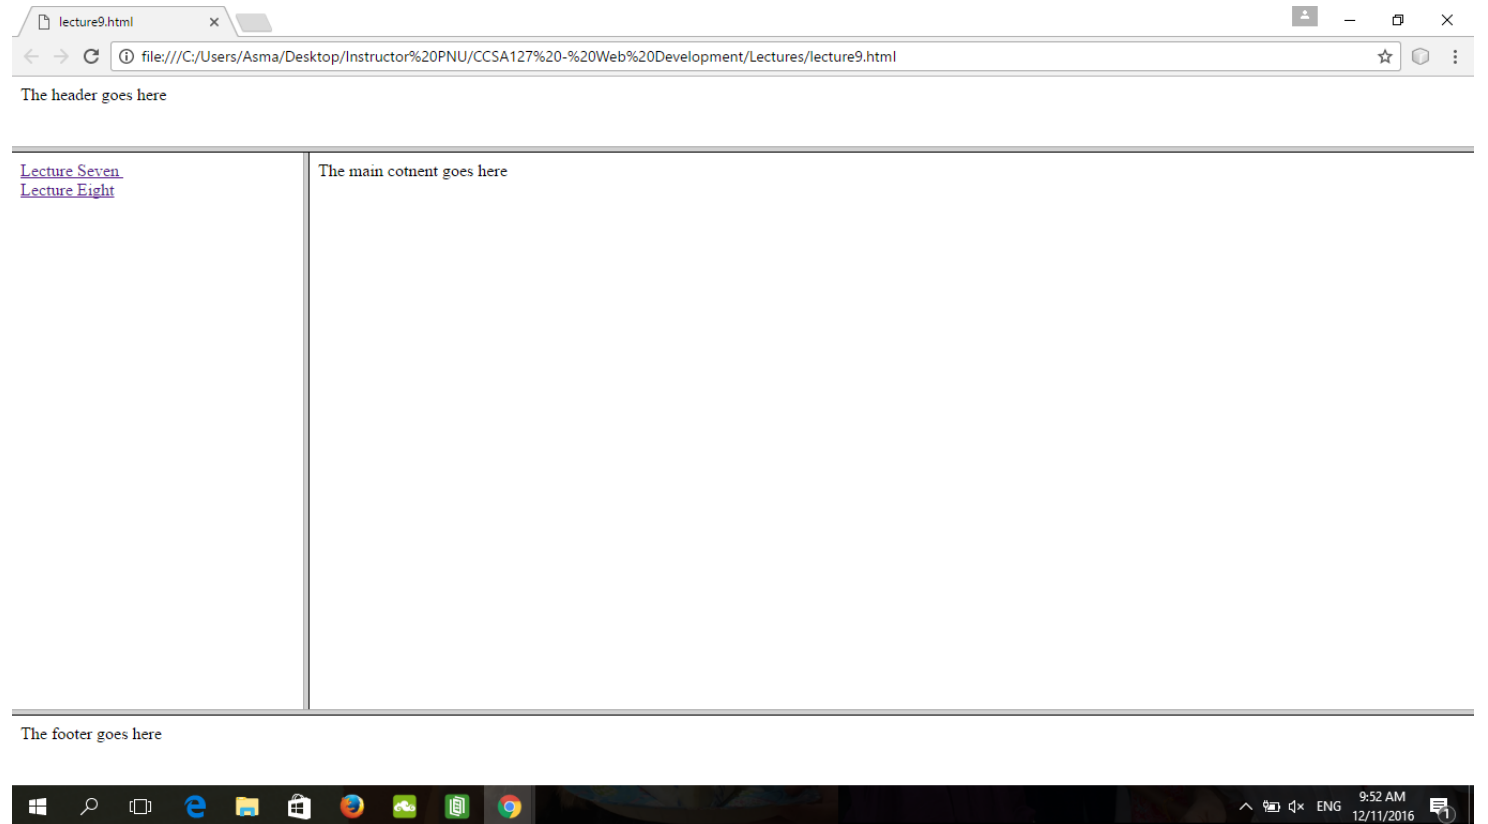 lecture9.html
file:///C:/Users/Asma/Desktop/Instructor%20PNU/CCSA127%20-%20Web%20Development/Lectures/lecture9.html
The header goes here
Lecture Seven
Lecture Eight
The main cotnent goes here
The footer goes here
ENG
9:52 AM
12/11/2016
1